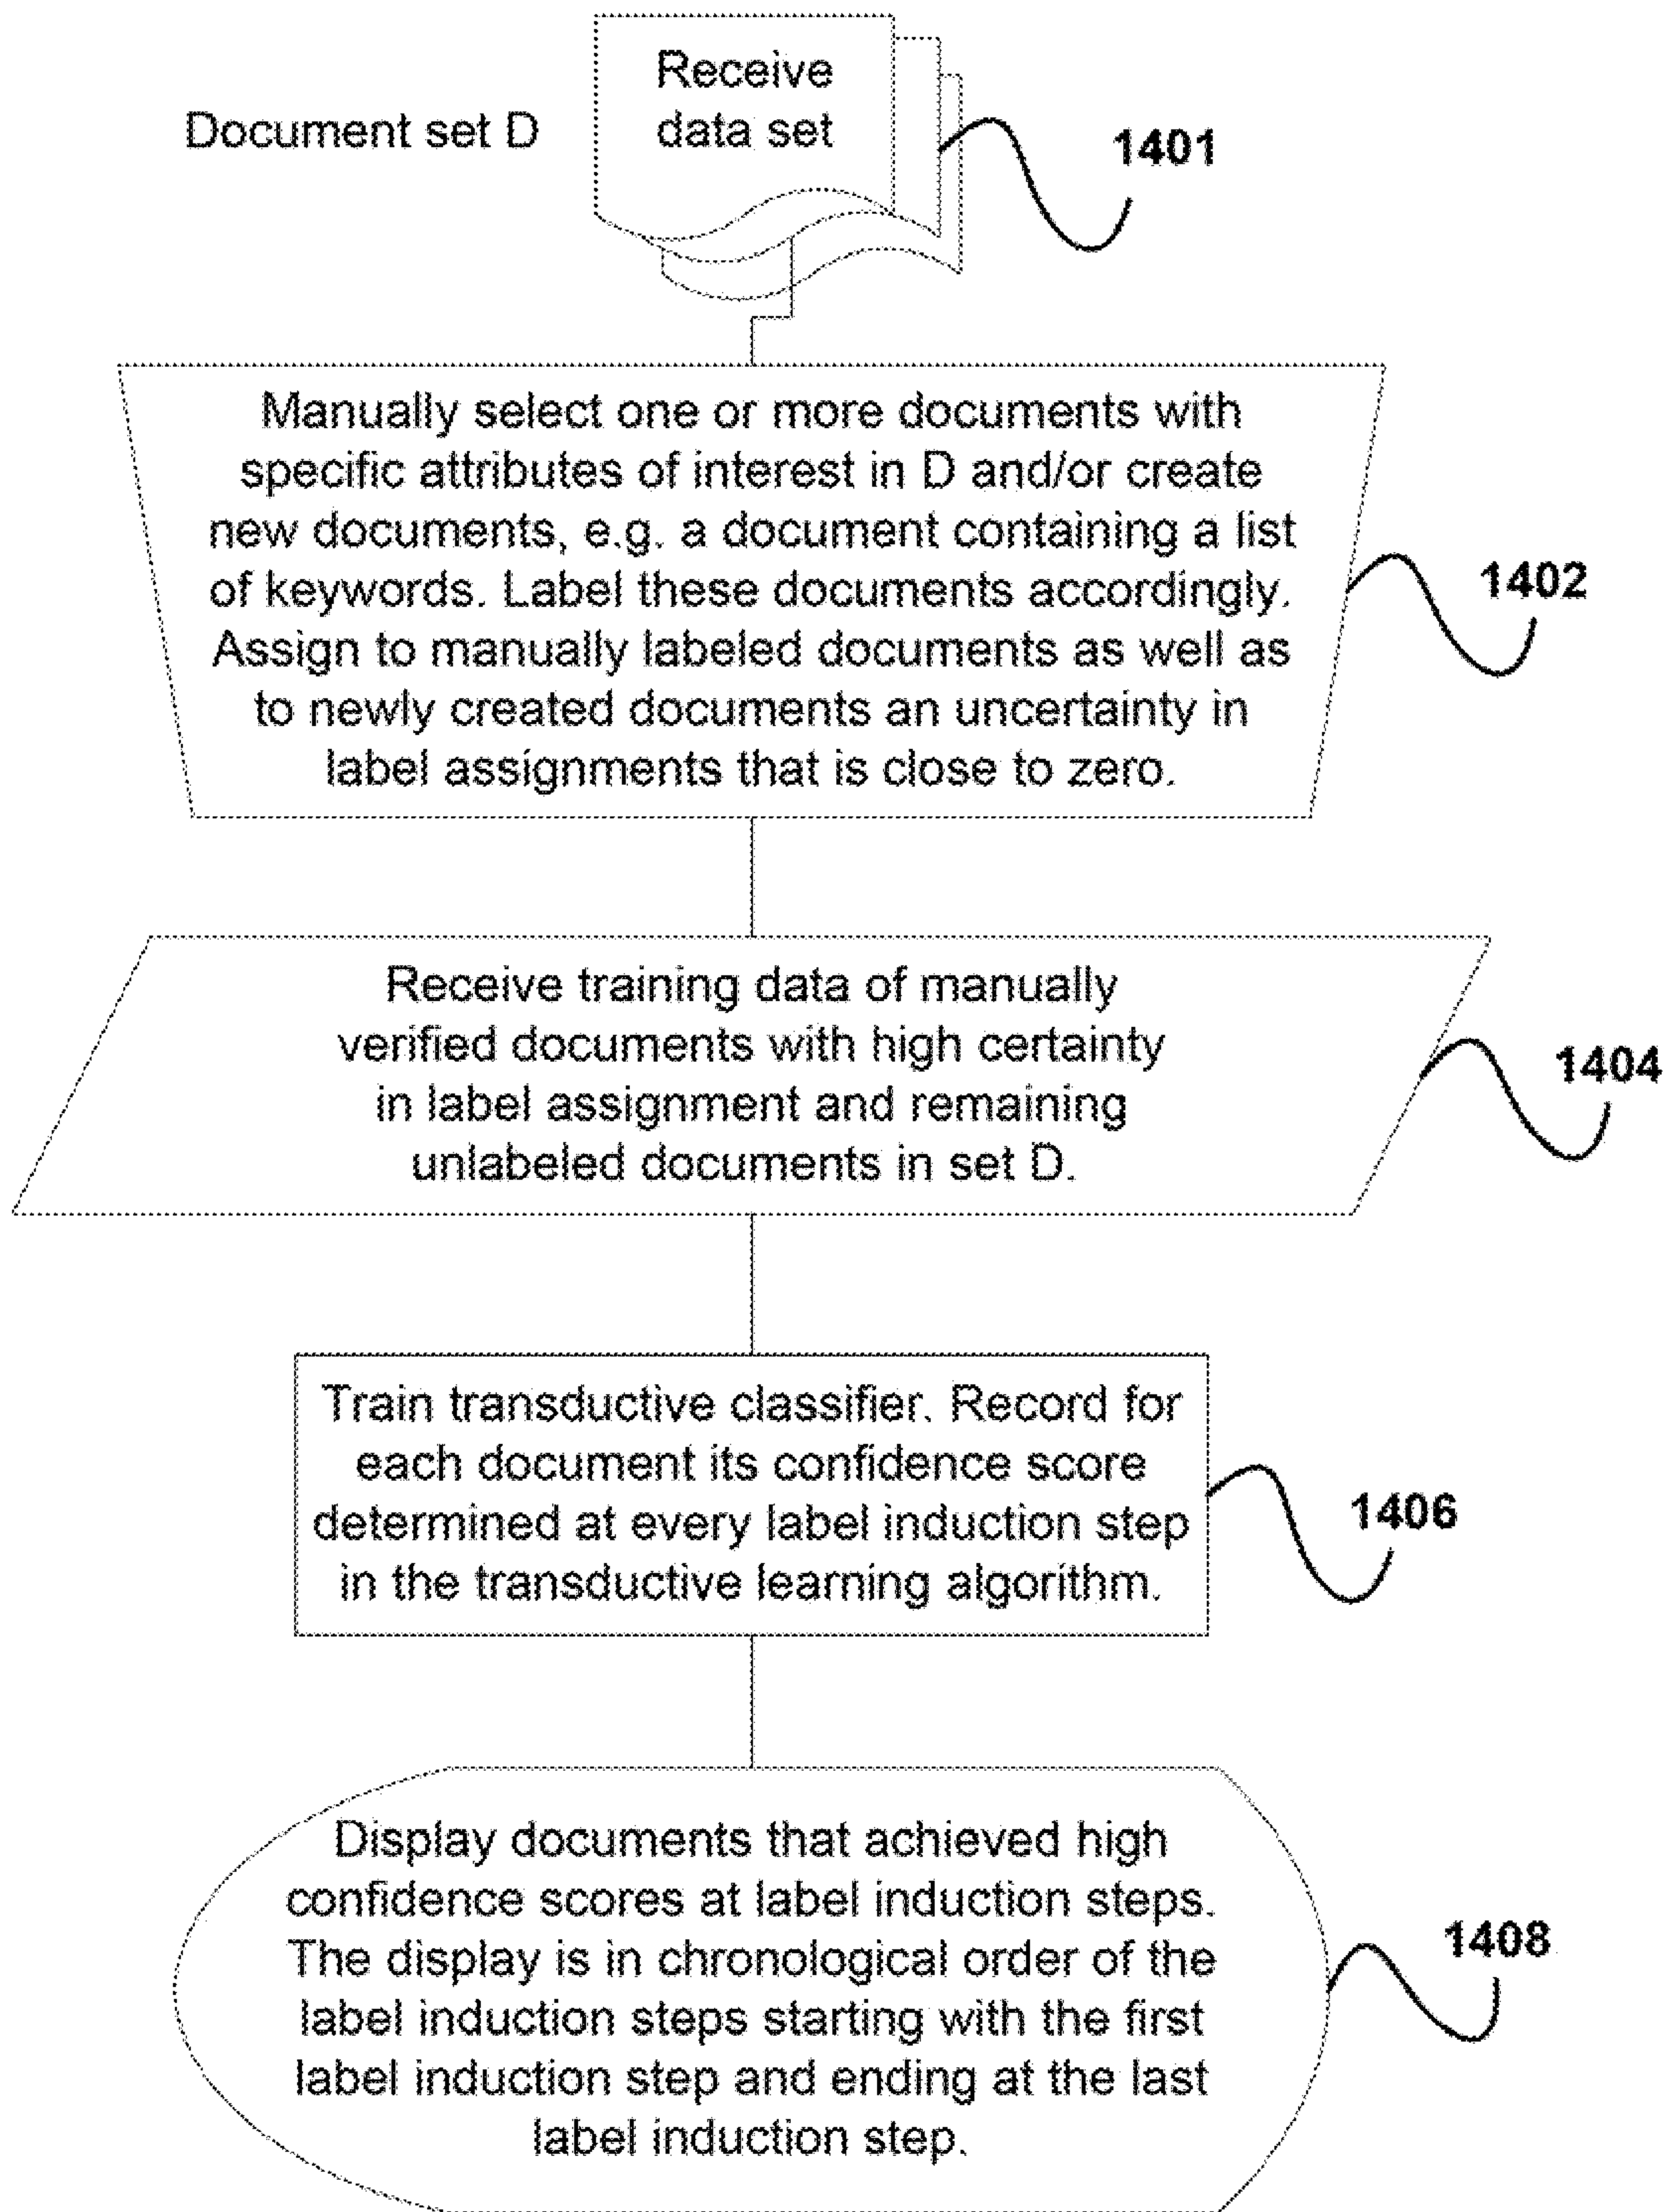 Receive
data set
Document set D
1401
Manually select one or more documents with
specific attributes of interest in D and/or create
new documents, e.g. a document containing a list
of keywords. Label these documents accordingly.
Assign to manually labeled documents as well as
to newly created documents an uncertainty in
label assignments that is close to zero.
1402
Receive training data of manually
verified documents with high certainty
in label assignment and remaining
unlabeled documents in set D.
1404
Train transductive classifier. Record for
each document its confidence score
determined at every label induction step
in the transductive learning algorithm.
1406
Display documents that achieved high
confidence scores at label induction steps.
The display is in chronological order of the
label induction steps starting with the first
label induction step and ending at the last
label induction step.
1408